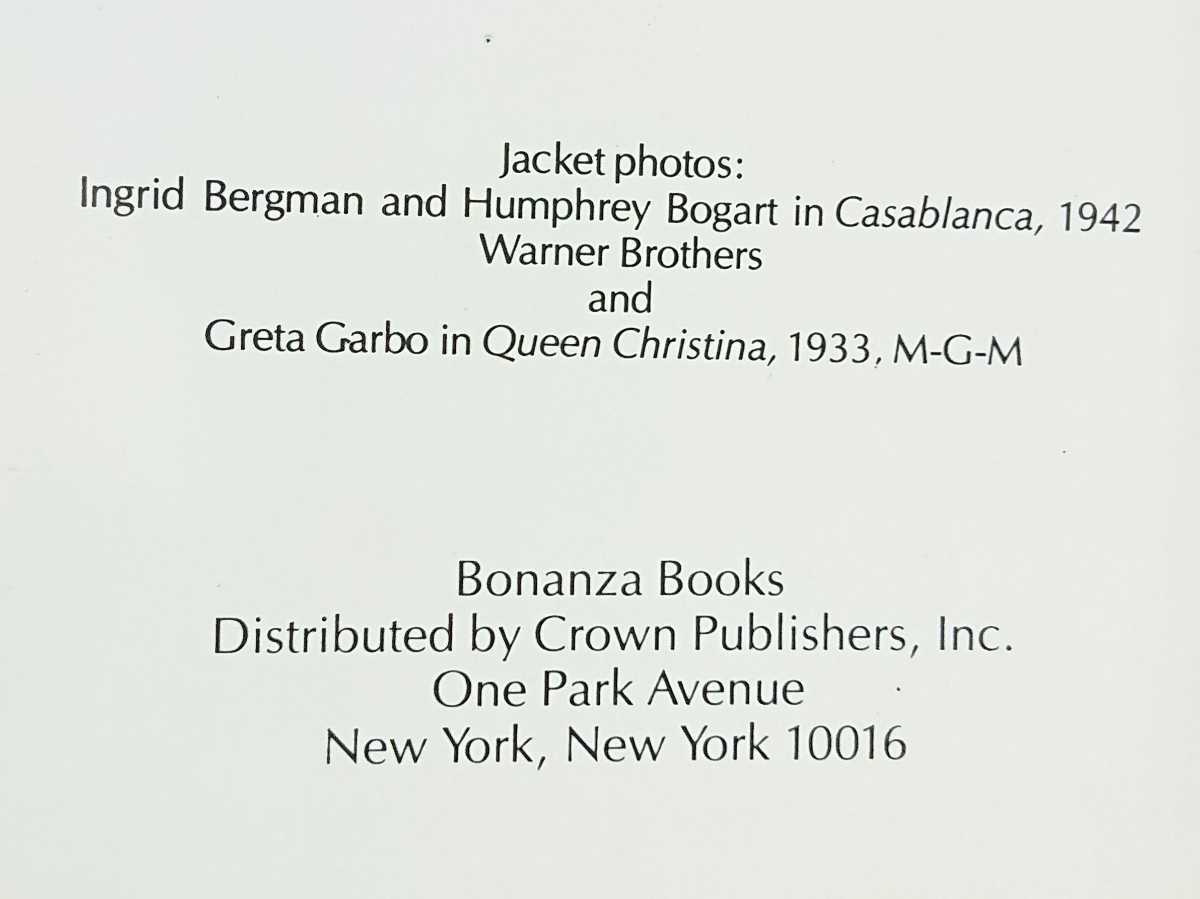 Jacket photos:
Ingrid Bergman and Humphrey Bogart in Casablanca, 1942
Warner Brothers
and
Greta Garbo in Queen Christina, 1933, M-G-M
Bonanza Books
Distributed by Crown Publishers, Inc.
One Park Avenue
New York, New York 10016